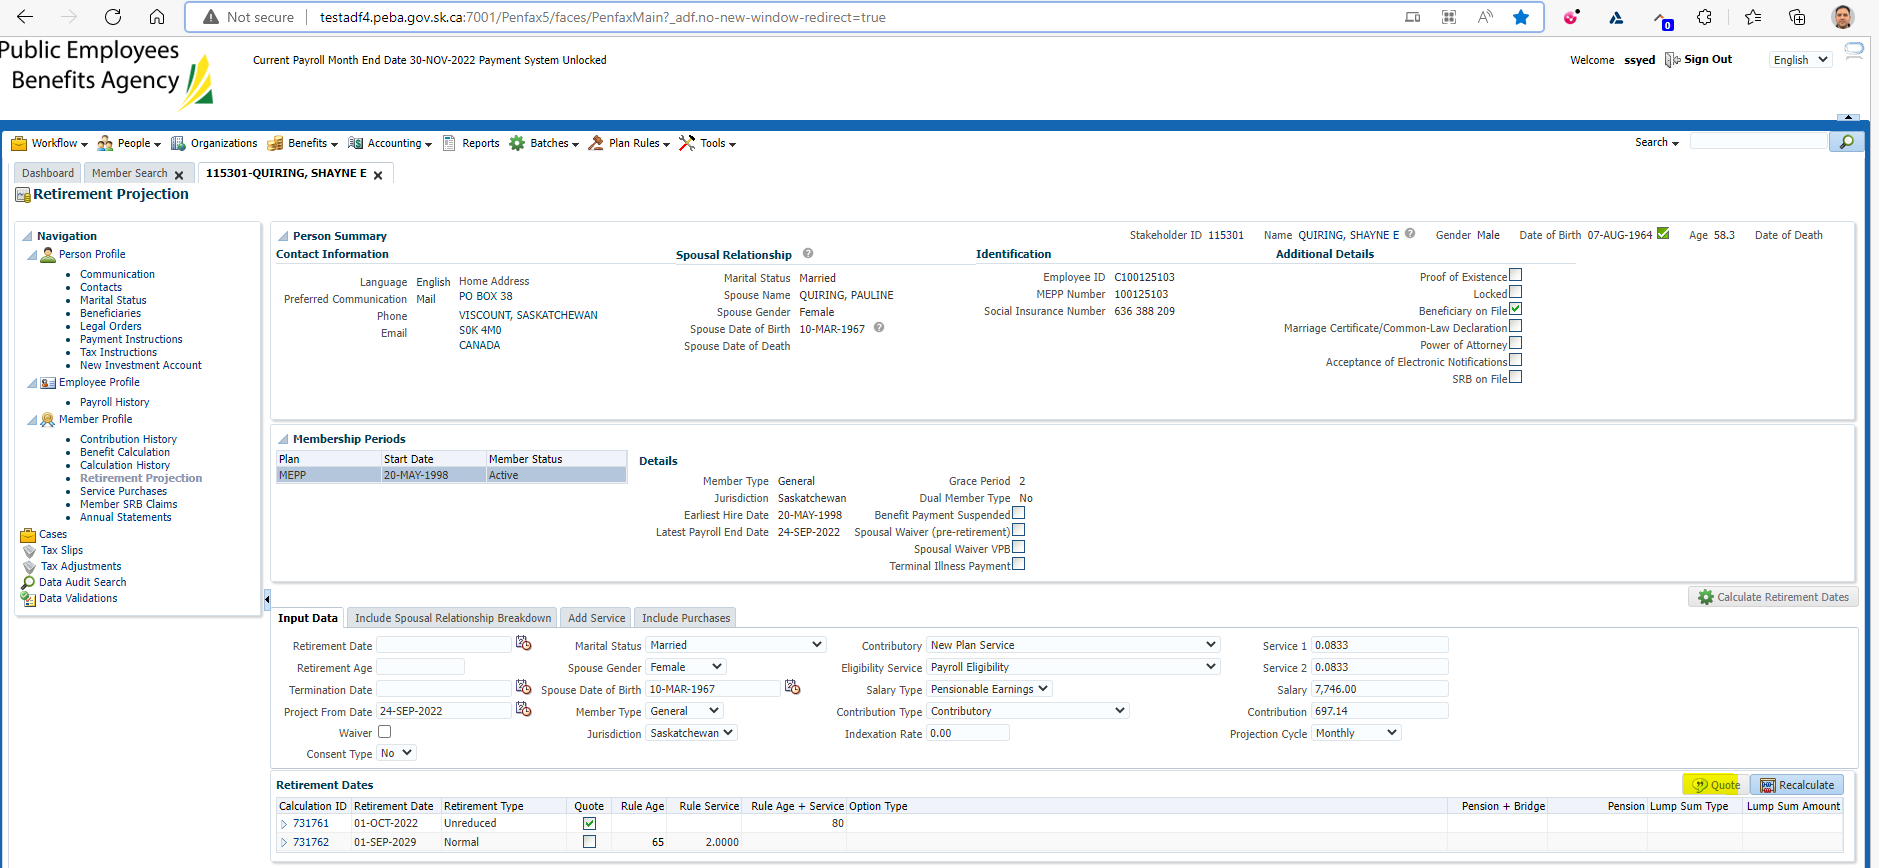 Not secure | testadf4.peba.gov.sk.ca:7001/Penfax5/faces/PenfaxMain?_adf.no-new-window-redirect=true
0
Public Employees
Benefits Agency
Current Payroll Month End Date 30-NOV-2022 Payment System Unlocked
Welcome ssyed Sign Out English
Workflow People Organizations Benefits Accounting Reports Batches Plan Rules Tools Search
Dashboard Member Search 115301-QUIRING, SHAYNE E
Retirement Projection
Navigation
Person Profile
Communication
Contacts
Marital Status
Beneficiaries
Legal Orders
Payment Instructions
Tax Instructions
New Investment Account
Employee Profile
Payroll History
Member Profile
Contribution History
Benefit Calculation
Calculation History
Retirement Projection
Service Purchases
Member SRB Claims
Annual Statements
Cases
Tax Slips
Tax Adjustments
Data Audit Search
Data Validations
Person Summary Stakeholder ID 115301 Name QUIRING, SHAYNE E Gender Male Date of Birth 07-AUG-1964 Age 58.3 Date of Death
Contact Information
Language English
Preferred Communication Mail
Phone
Email
Home Address
PO BOX 38
VISCOUNT, SASKATCHEWAN
S0K 4M0
CANADA
Spousal Relationship
Marital Status Married
Spouse Name QUIRING, PAULINE
Spouse Gender Female
Spouse Date of Birth 10-MAR-1967
Spouse Date of Death
Identification
Employee ID C100125103
MEPP Number 100125103
Social Insurance Number 636 388 209
Additional Details
Proof of Existence
Locked
Beneficiary on File
Marriage Certificate/Common-Law Declaration
Power of Attorney
Acceptance of Electronic Notifications
SRB on File
Membership Periods
Plan Start Date Member Status
MEPP 20-MAY-1998 Active
Details
Member Type General Grace Period 2
Jurisdiction Saskatchewan Dual Member Type No
Earliest Hire Date 20-MAY-1998 Benefit Payment Suspended
Latest Payroll End Date 24-SEP-2022 Spousal Waiver (pre-retirement)
Spousal Waiver VPB
Terminal Illness Payment
Calculate Retirement Dates
Input Data Include Spousal Relationship Breakdown Add Service Include Purchases
Retirement Date Marital Status Married Contributory New Plan Service Service 1 0.0833
Retirement Age Spouse Gender Female Eligibility Service Payroll Eligibility Service 2 0.0833
Termination Date Spouse Date of Birth 10-MAR-1967 Salary Type Pensionable Earnings Salary 7,746.00
Project From Date 24-SEP-2022 Member Type General Contribution Type Contributory Contribution 697.14
Waiver Jurisdiction Saskatchewan Indexation Rate 0.00 Projection Cycle Monthly
Consent Type No
Retirement Dates Quote Recalculate
Calculation ID Retirement Date Retirement Type Quote Rule Age Rule Service Rule Age + Service Option Type Pension + Bridge Pension Lump Sum Type Lump Sum Amount
731761 01-OCT-2022 Unreduced 80
731762 01-SEP-2029 Normal 65 2.0000